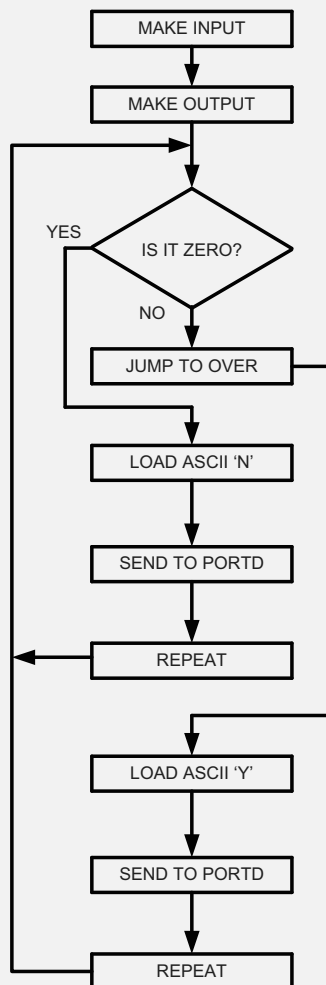 MAKE INPUT
MAKE OUTPUT
YES
IS IT ZERO?
NO
JUMP TO OVER
LOAD ASCII ‘N’
SEND TO PORTD
REPEAT
LOAD ASCII ‘Y’
SEND TO PORTD
REPEAT